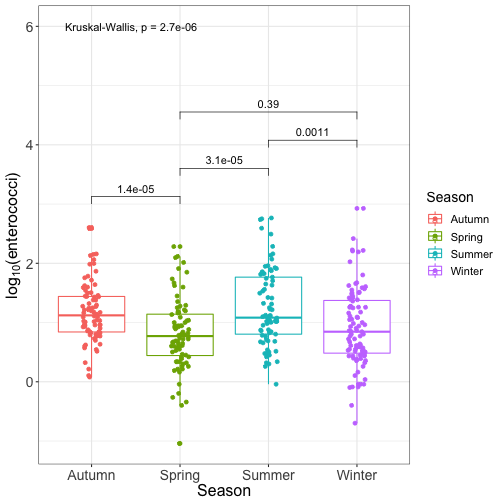 Kruskal-Wallis, p = 2.7e-06
6
4
2
0
0.39
0.0011
3.1e-05
1.4e-05
log10(enterococci)
Autumn Spring Summer Winter
Season
Season
Autumn
Spring
Summer
Winter